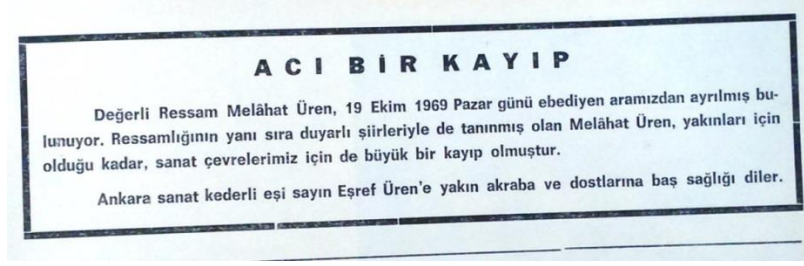 ACI BİR KAYIP
Değerli Ressam Melâhat Üren, 19 Ekim 1969 Pazar günü ebediyen aramızdan ayrılmış bu-
lunuyor. Ressamlığının yanı sıra duyarlı şiirleriyle de tanınmış olan Melâhat Üren, yakınları için
olduğu kadar, sanat çevrelerimiz için de büyük bir kayıp olmuştur.
Ankara sanat kederli eşi sayın Eşref Üren'e yakın akraba ve dostlarına baş sağlığı diler.